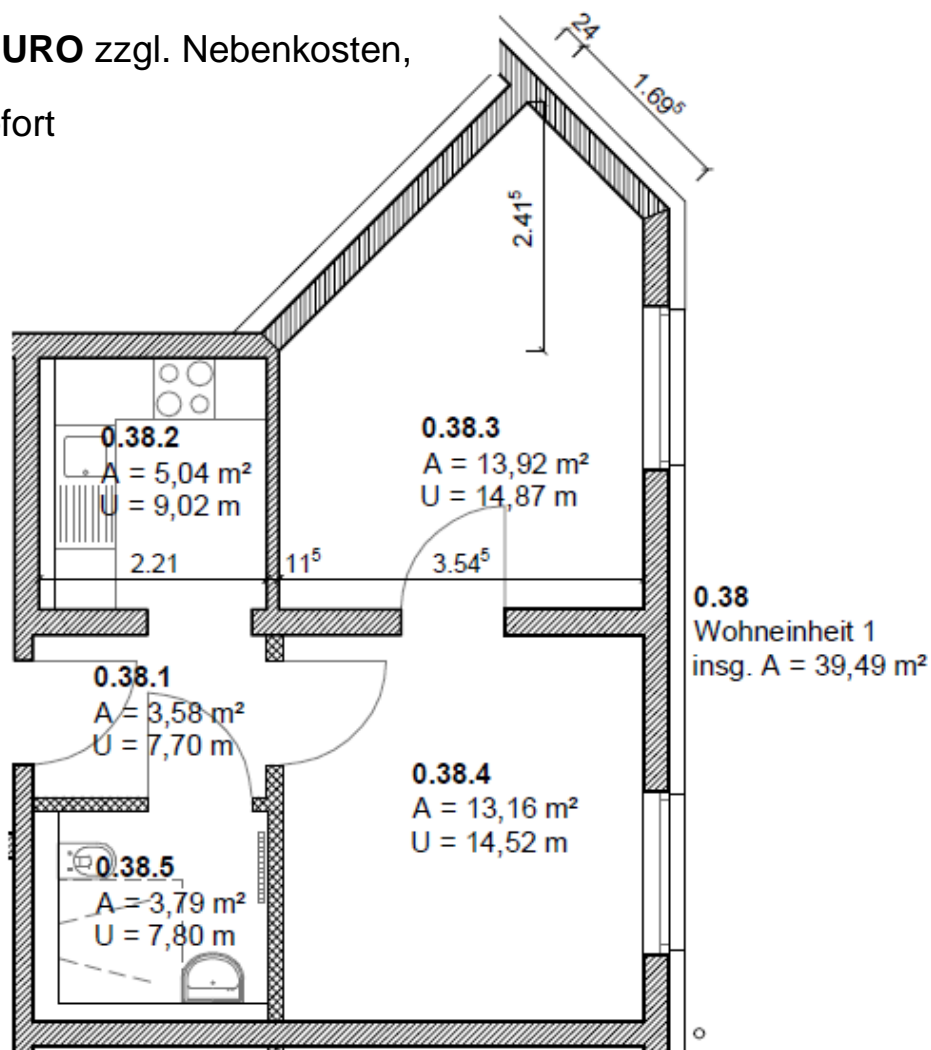 URO zzgl. Nebenkosten,
fort
24
1.69⁵
2.41⁵
0.38.2
A = 5,04 m²
U = 9,02 m
0.38.3
A = 13,92 m²
U = 14,87 m
2.21
11⁵
3.54⁵
0.38
Wohneinheit 1
insg. A = 39,49 m²
0.38.1
A = 3,58 m²
U = 7,70 m
0.38.4
A = 13,16 m²
U = 14,52 m
0.38.5
A = 3,79 m²
U = 7,80 m